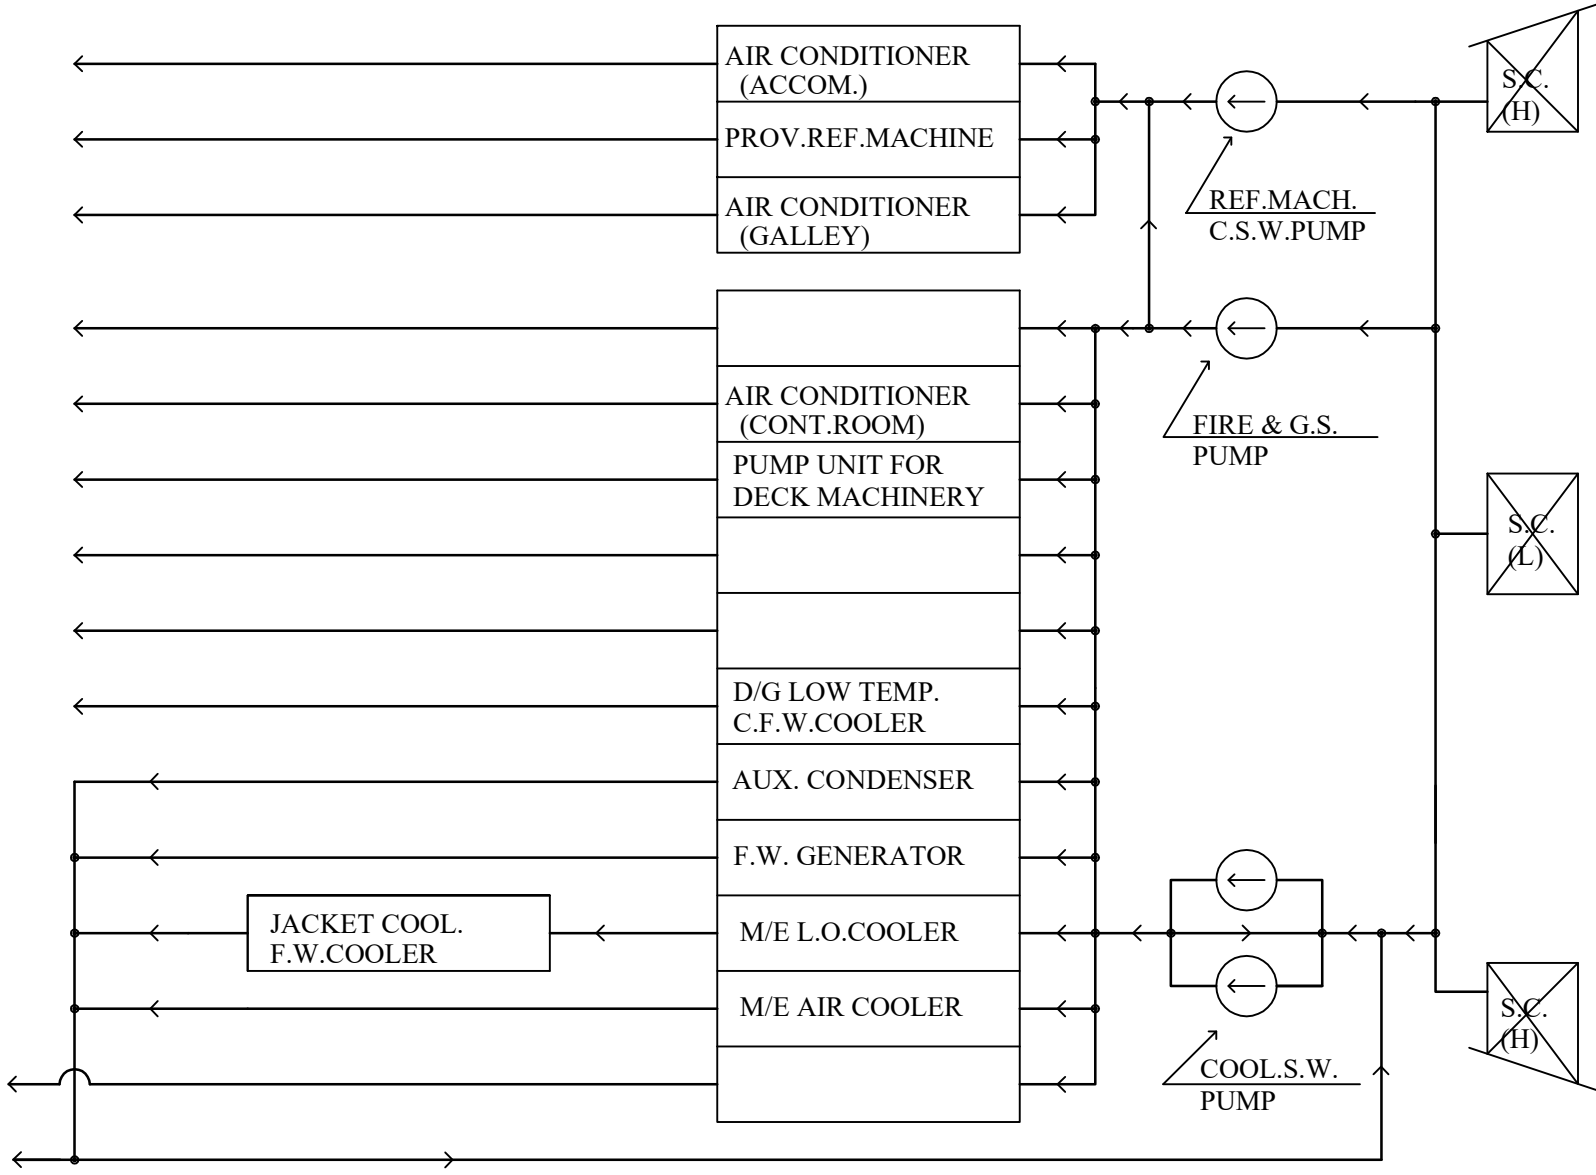 AIR CONDITIONER
(ACCOM.)
PROV.REF.MACHINE
AIR CONDITIONER
(GALLEY)
REF.MACH.
C.S.W.PUMP
S.C.
(H)
AIR CONDITIONER
(CONT.ROOM)
FIRE & G.S.
PUMP
PUMP UNIT FOR
DECK MACHINERY
S.C.
(L)
D/G LOW TEMP.
C.F.W.COOLER
AUX. CONDENSER
F.W. GENERATOR
JACKET COOL.
F.W.COOLER
M/E L.O.COOLER
M/E AIR COOLER
S.C.
(H)
COOL.S.W.
PUMP